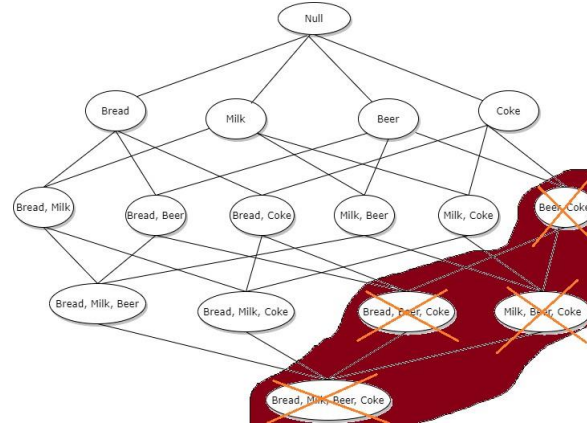 Null
Bread
Milk
Beer
Coke
Bread, Milk
Bread, Beer
Bread, Coke
Milk, Beer
Milk, Coke
Beer, Coke
Bread, Milk, Beer
Bread, Milk, Coke
Bread, Beer, Coke
Milk, Beer, Coke
Bread, Milk, Beer, Coke